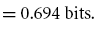 = 0.694 bits.